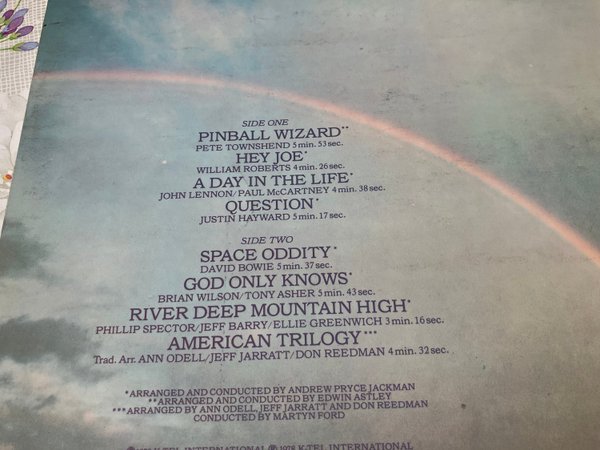 SIDE ONE
PINBALL WIZARD**
PETE TOWNSHEND 5 min. 53 sec.
HEY JOE*
WILLIAM ROBERTS 4 min. 26 sec.
A DAY IN THE LIFE*
JOHN LENNON/PAUL McCARTNEY 4 min. 38 sec.
QUESTION*
JUSTIN HAYWARD 5 min. 17 sec.
SIDE TWO
SPACE ODDITY*
DAVID BOWIE 5 min. 37 sec.
GOD ONLY KNOWS*
BRIAN WILSON/TONY ASHER 5 min. 43 sec.
RIVER DEEP MOUNTAIN HIGH*
PHILLIP SPECTOR/JEFF BARRY/ELLIE GREENWICH 3 min. 16 sec.
AMERICAN TRILOGY***
Trad. Arr. ANN ODELL/JEFF JARRATT/DON REEDMAN 4 min. 32 sec.
*ARRANGED AND CONDUCTED BY ANDREW PRYCE JACKMAN
**ARRANGED AND CONDUCTED BY EDWIN ASTLEY
***ARRANGED BY ANN ODELL, JEFF JARRATT AND DON REEDMAN
CONDUCTED BY MARTYN FORD
K-TEL INTERNATIONAL ℗ 1978 K-TEL INTERNATIONAL